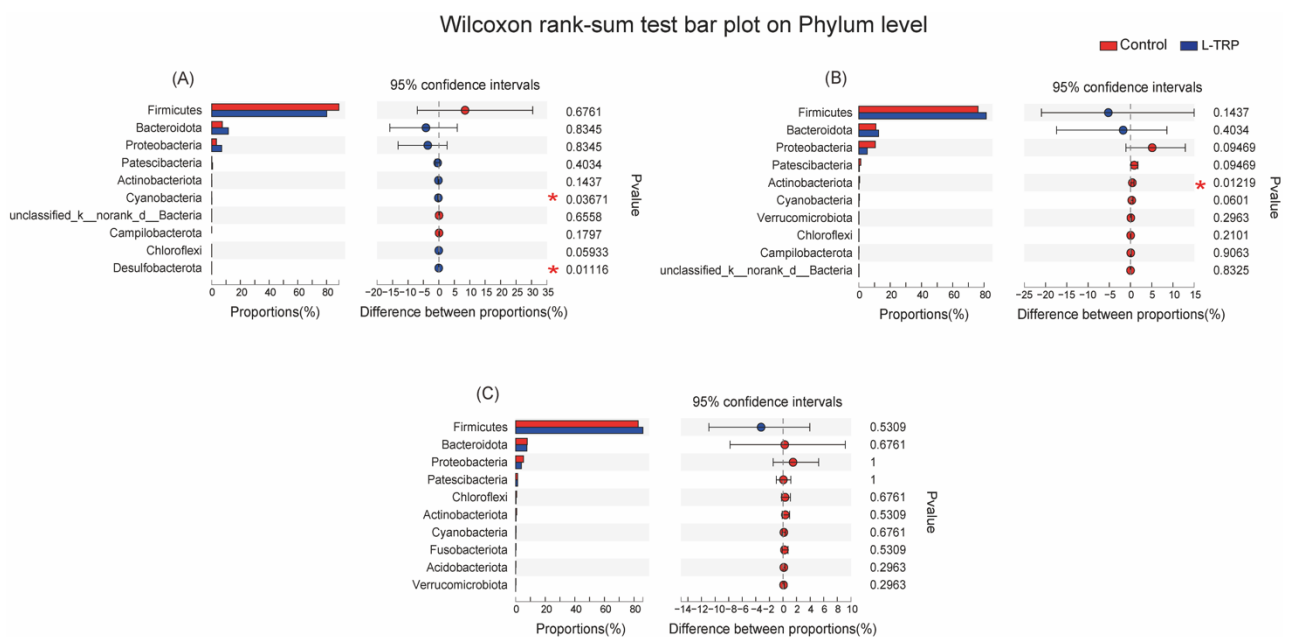 Wilcoxon rank-sum test bar plot on Phylum level
Control L-TRP
(A)
95% confidence intervals
Firmicutes 0.6761
Bacteroidota 0.8345
Proteobacteria 0.8345
Patescibacteria 0.4034
Actinobacteriota 0.1437
Cyanobacteria * 0.03671
unclassified_k__norank_d__Bacteria 0.6558
Campilobacterota 0.1797
Chloroflexi 0.05933
Desulfobacterota * 0.01116
Pvalue
0 20 40 60 80 −20−15−10 −5 0 5 10 15 20 25 30 35
Proportions(%) Difference between proportions(%)
(B)
95% confidence intervals
Firmicutes 0.1437
Bacteroidota 0.4034
Proteobacteria 0.09469
Patescibacteria 0.09469
Actinobacteriota * 0.01219
Cyanobacteria 0.0601
Verrucomicrobiota 0.2963
Chloroflexi 0.2101
Campilobacterota 0.9063
unclassified_k__norank_d__Bacteria 0.8325
Pvalue
0 20 40 60 80 −25 −20 −15 −10 −5 0 5 10 15
Proportions(%) Difference between proportions(%)
(C)
95% confidence intervals
Firmicutes 0.5309
Bacteroidota 0.6761
Proteobacteria 1
Patescibacteria 1
Chloroflexi 0.6761
Actinobacteriota 0.5309
Cyanobacteria 0.6761
Fusobacteriota 0.5309
Acidobacteriota 0.2963
Verrucomicrobiota 0.2963
Pvalue
0 20 40 60 80 −14−12−10 −8 −6 −4 −2 0 2 4 6 8 10
Proportions(%) Difference between proportions(%)